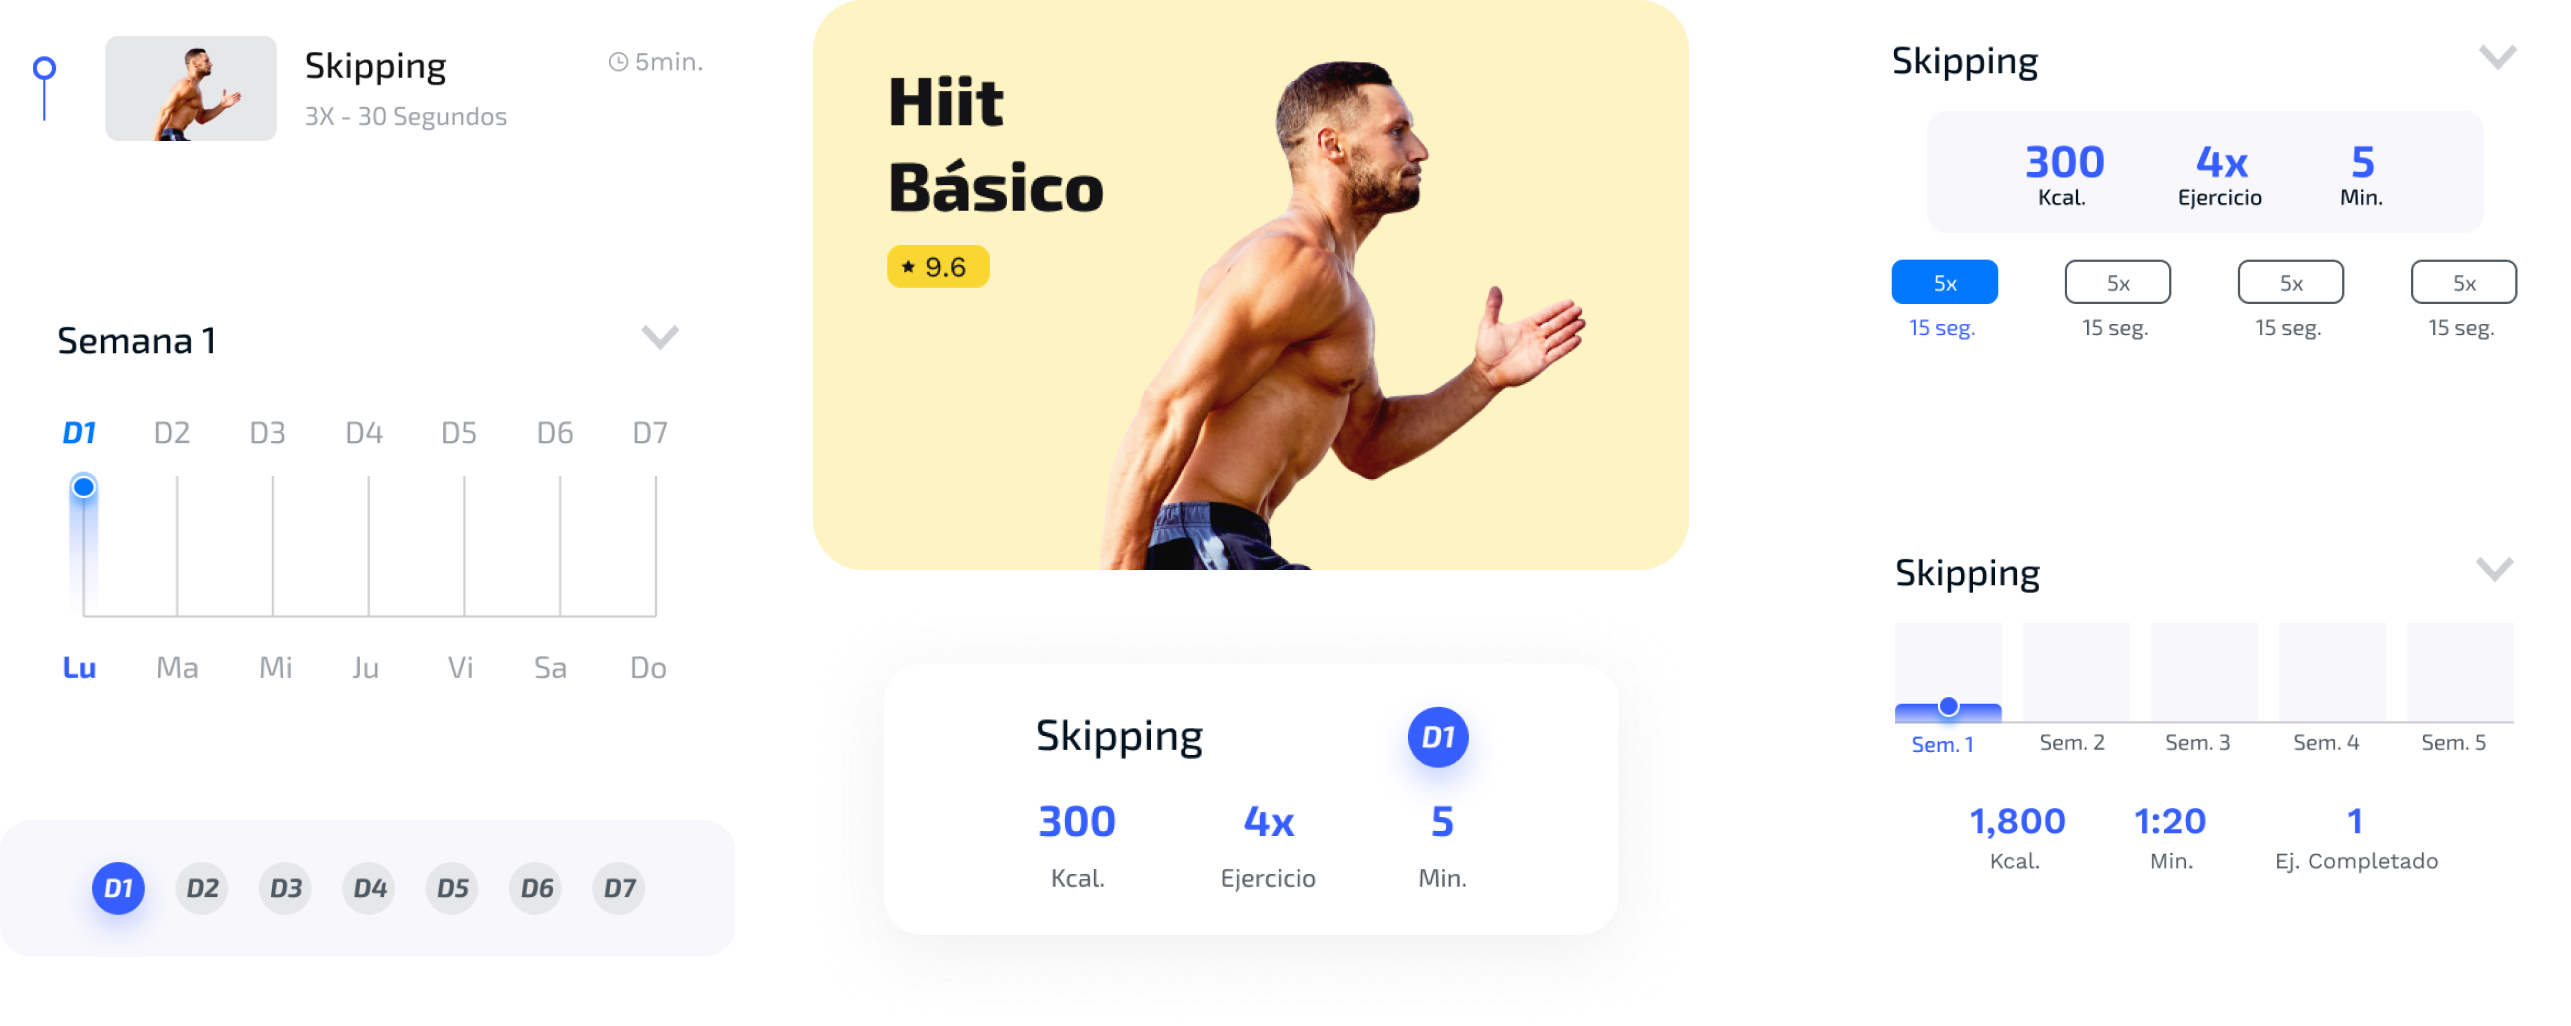 Skipping
5min.
3X - 30 Segundos
Semana 1
D1 D2 D3 D4 D5 D6 D7
Lu Ma Mi Ju Vi Sa Do
D1 D2 D3 D4 D5 D6 D7
Hiit
Básico
9.6
Skipping
D1
300 4x 5
Kcal. Ejercicio Min.
Skipping
300 4x 5
Kcal. Ejercicio Min.
5x 5x 5x 5x
15 seg. 15 seg. 15 seg. 15 seg.
Skipping
Sem. 1 Sem. 2 Sem. 3 Sem. 4 Sem. 5
1,800 1:20 1
Kcal. Min. Ej. Completado